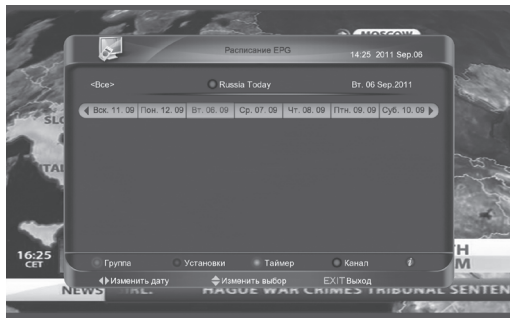 MOSCOW
Расписание EPG
14:25 2011 Sep.06
<Все> Russia Today Вт. 06 Sep.2011
Вск. 11. 09 Пон. 12. 09 Вт. 06. 09 Ср. 07. 09 Чт. 08. 09 Птн. 09. 09 Суб. 10. 09
16:25
CET
Группа Установки Таймер Канал i
Изменить дату Изменить выбор EXIT Выход
NEWS HAGUE WAR CRIMES TRIBUNAL SENTEN